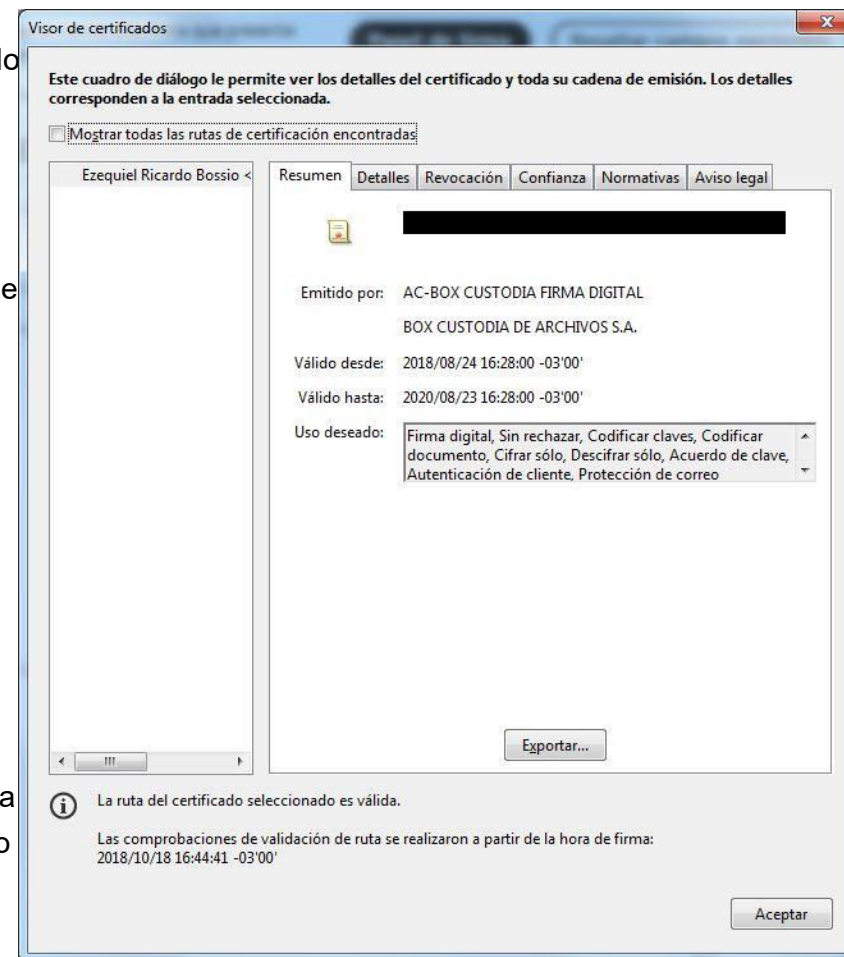 Visor de certificados
lo
Este cuadro de diálogo le permite ver los detalles del certificado y toda su cadena de emisión. Los detalles
corresponden a la entrada seleccionada.
Mostrar todas las rutas de certificación encontradas
Ezequiel Ricardo Bossio <
Resumen Detalles Revocación Confianza Normativas Aviso legal
e
Emitido por: AC-BOX CUSTODIA FIRMA DIGITAL
BOX CUSTODIA DE ARCHIVOS S.A.
Válido desde: 2018/08/24 16:28:00 -03'00'
Válido hasta: 2020/08/23 16:28:00 -03'00'
Uso deseado: Firma digital, Sin rechazar, Codificar claves, Codificar
documento, Cifrar sólo, Descifrar sólo, Acuerdo de clave,
Autenticación de cliente, Protección de correo
Exportar...
a
La ruta del certificado seleccionado es válida.
o
Las comprobaciones de validación de ruta se realizaron a partir de la hora de firma:
2018/10/18 16:44:41 -03'00'
Aceptar